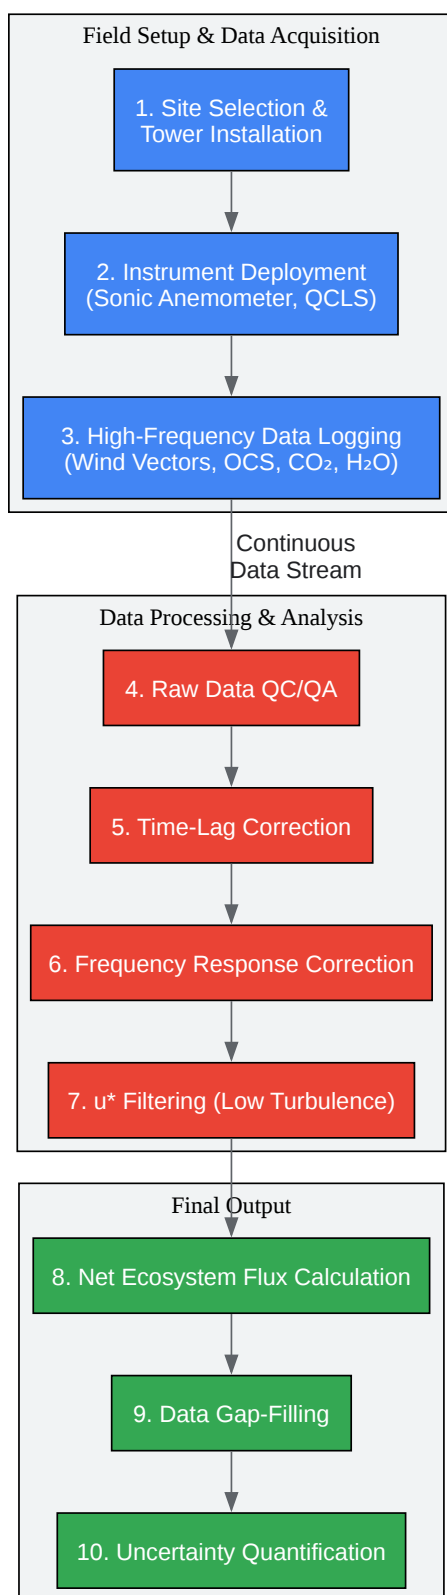 Field Setup & Data Acquisition
1. Site Selection &
Tower Installation
2. Instrument Deployment
(Sonic Anemometer, QCLS)
3. High-Frequency Data Logging
(Wind Vectors, OCS, CO₂, H₂O)
Continuous
Data Stream
Data Processing & Analysis
4. Raw Data QC/QA
5. Time-Lag Correction
6. Frequency Response Correction
7. u* Filtering (Low Turbulence)
Final Output
8. Net Ecosystem Flux Calculation
9. Data Gap-Filling
10. Uncertainty Quantification